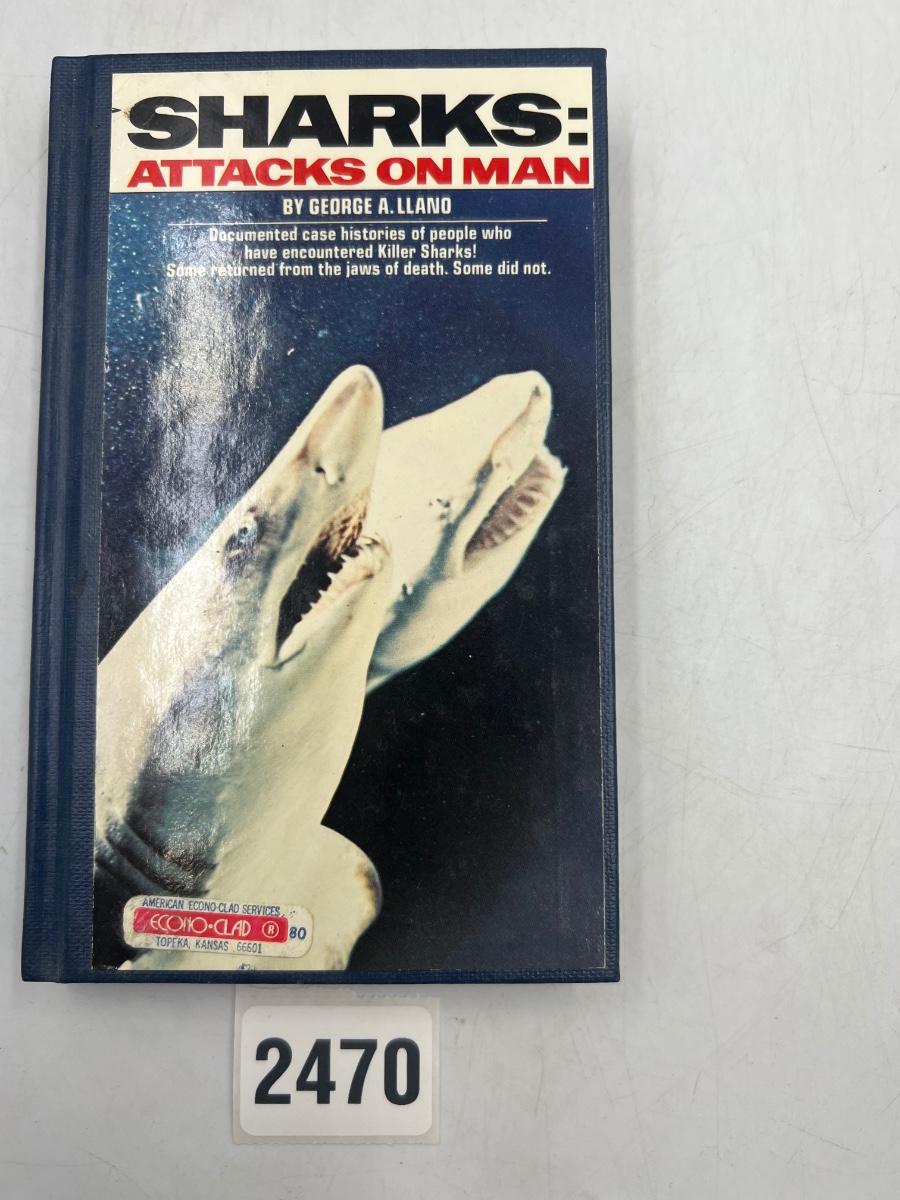 SHARKS:
ATTACKS ON MAN
BY GEORGE A. LLANO
Documented case histories of people who
have encountered Killer Sharks!
Some returned from the jaws of death. Some did not.
AMERICAN ECONO-CLAD SERVICES
ECONO-CLAD ® 80
TOPEKA, KANSAS 66601
2470